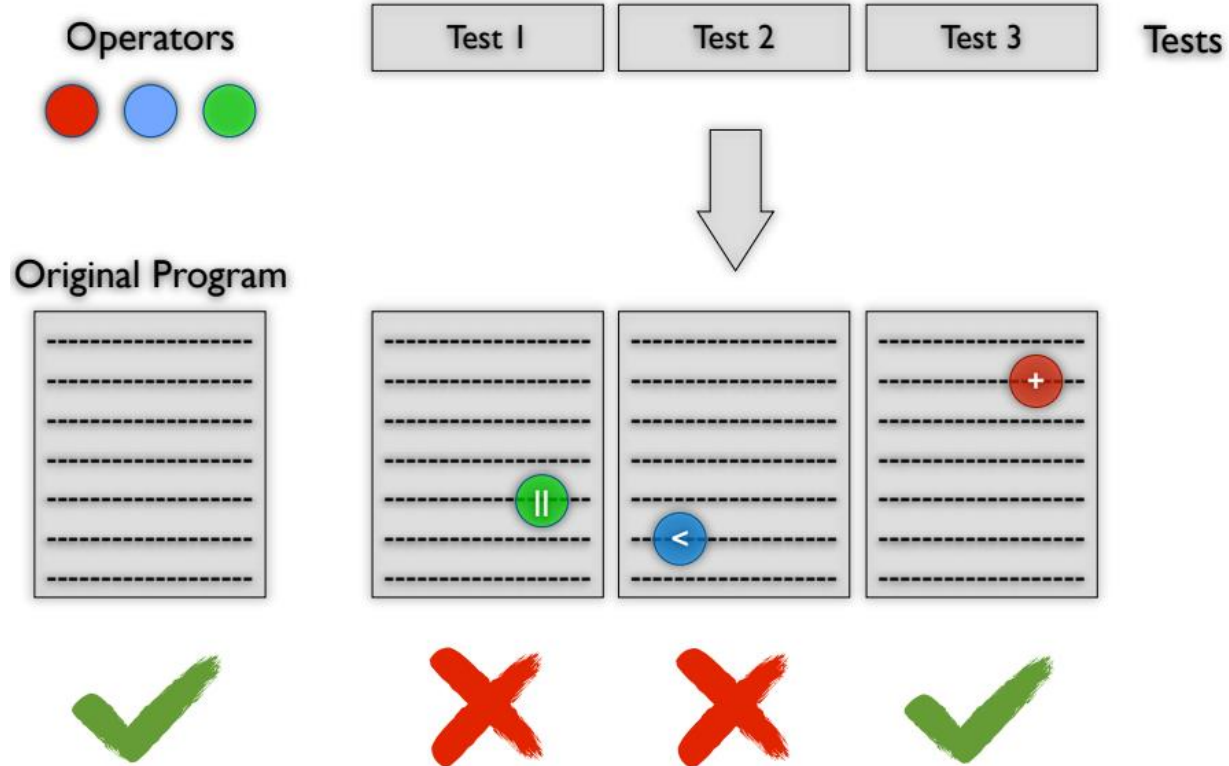 Operators
Test 1
Test 2
Test 3
Tests
Original Program
||
<
+